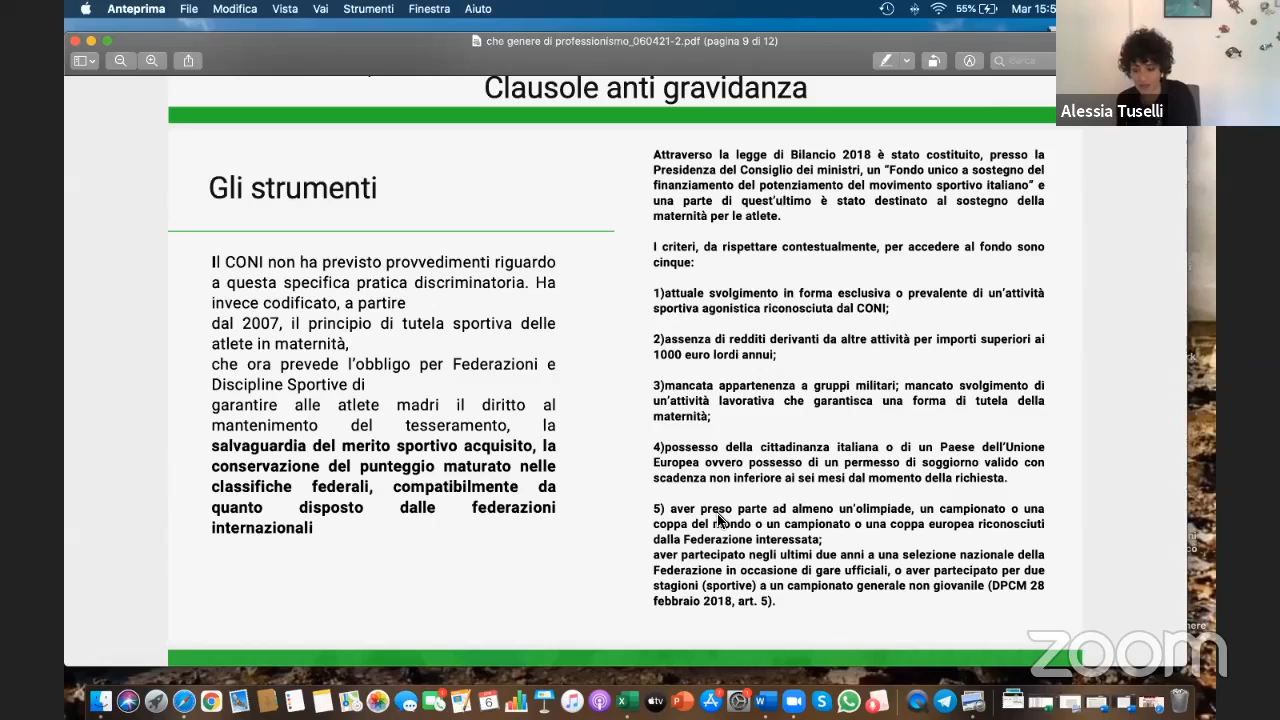 Anteprima File Modifica Vista Vai Strumenti Finestra Aiuto
55% Mar 15:5
che genere di professionismo_060421-2.pdf (pagina 9 di 12)
Cerca
Alessia Tuselli
Clausole anti gravidanza
Gli strumenti
Il CONI non ha previsto provvedimenti riguardo
a questa specifica pratica discriminatoria. Ha
invece codificato, a partire
dal 2007, il principio di tutela sportiva delle
atlete in maternità,
che ora prevede l’obbligo per Federazioni e
Discipline Sportive di
garantire alle atlete madri il diritto al
mantenimento del tesseramento, la
salvaguardia del merito sportivo acquisito, la
conservazione del punteggio maturato nelle
classifiche federali, compatibilmente da
quanto disposto dalle federazioni
internazionali
Attraverso la legge di Bilancio 2018 è stato costituito, presso la
Presidenza del Consiglio dei ministri, un “Fondo unico a sostegno del
finanziamento del potenziamento del movimento sportivo italiano” e
una parte di quest’ultimo è stato destinato al sostegno della
maternità per le atlete.
I criteri, da rispettare contestualmente, per accedere al fondo sono
cinque:
1)attuale svolgimento in forma esclusiva o prevalente di un’attività
sportiva agonistica riconosciuta dal CONI;
2)assenza di redditi derivanti da altre attività per importi superiori ai
1000 euro lordi annui;
3)mancata appartenenza a gruppi militari; mancato svolgimento di
un’attività lavorativa che garantisca una forma di tutela della
maternità;
4)possesso della cittadinanza italiana o di un Paese dell’Unione
Europea ovvero possesso di un permesso di soggiorno valido con
scadenza non inferiore ai sei mesi dal momento della richiesta.
5) aver preso parte ad almeno un’olimpiade, un campionato o una
coppa del mondo o un campionato o una coppa europea riconosciuti
dalla Federazione interessata;
aver partecipato negli ultimi due anni a una selezione nazionale della
Federazione in occasione di gare ufficiali, o aver partecipato per due
stagioni (sportive) a un campionato generale non giovanile (DPCM 28
febbraio 2018, art. 5).
zoom